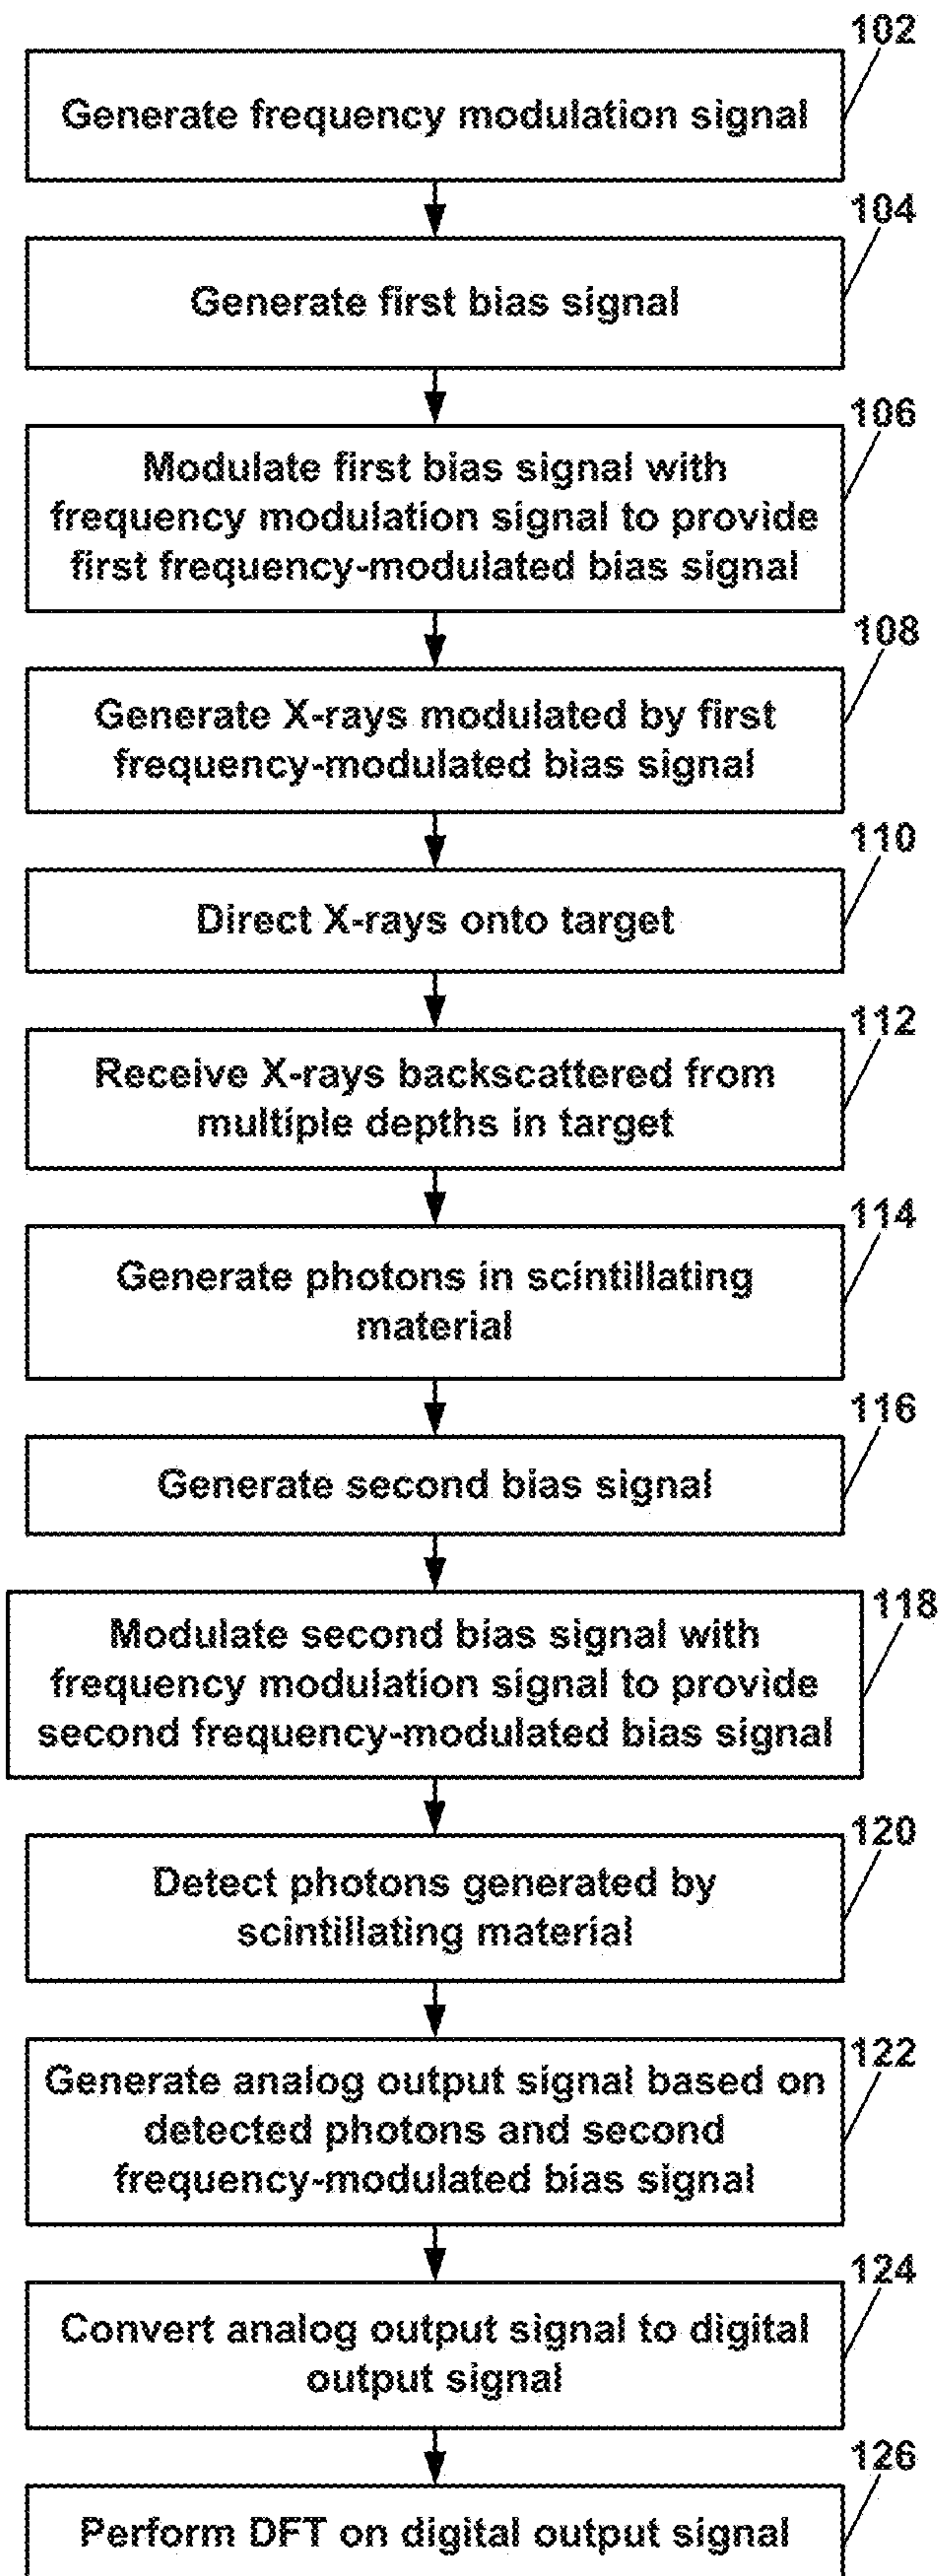 102
Generate frequency modulation signal
104
Generate first bias signal
106
Modulate first bias signal with
frequency modulation signal to provide
first frequency-modulated bias signal
108
Generate X-rays modulated by first
frequency-modulated bias signal
110
Direct X-rays onto target
112
Receive X-rays backscattered from
multiple depths in target
114
Generate photons in scintillating
material
116
Generate second bias signal
118
Modulate second bias signal with
frequency modulation signal to provide
second frequency-modulated bias signal
120
Detect photons generated by
scintillating material
122
Generate analog output signal based on
detected photons and second
frequency-modulated bias signal
124
Convert analog output signal to digital
output signal
126
Perform DFT on digital output signal